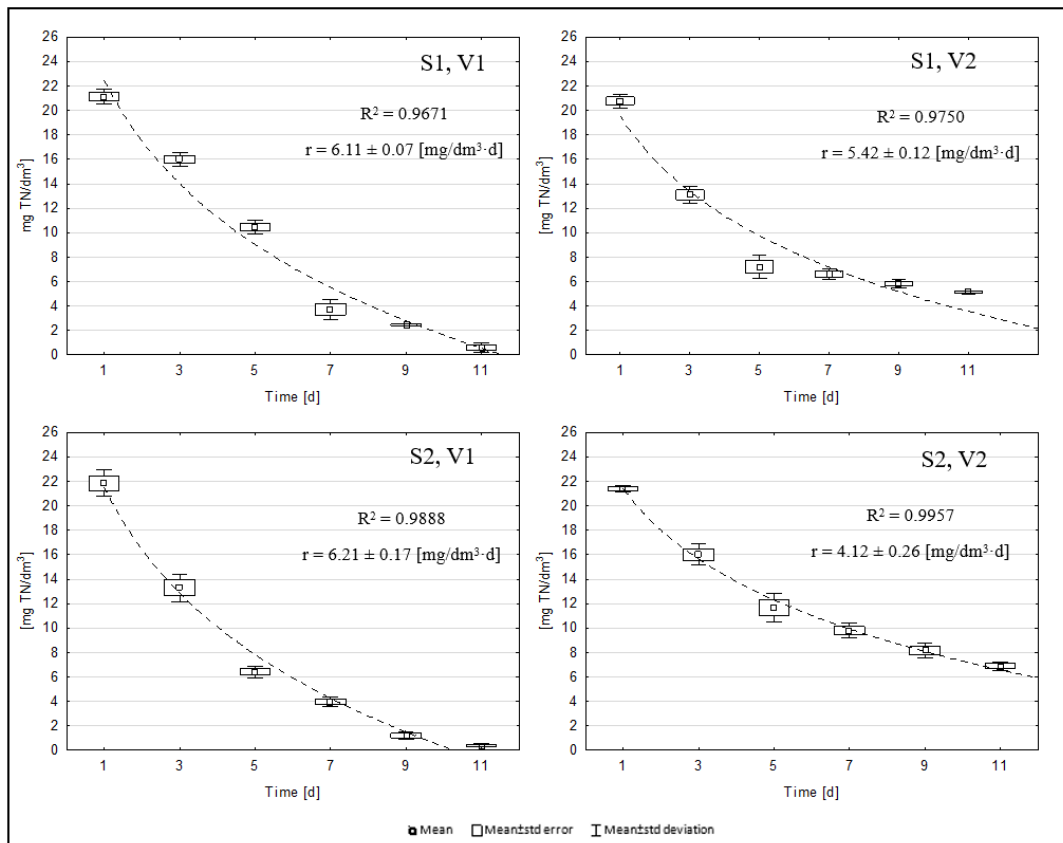 S1, V1
R² = 0.9671
r = 6.11 ± 0.07 [mg/dm³·d]
mg TN/dm³]
26
24
22
20
18
16
14
12
10
8
6
4
2
0
1 3 5 7 9 11
Time [d]
S1, V2
R² = 0.9750
r = 5.42 ± 0.12 [mg/dm³·d]
[mg TN/dm³]
26
24
22
20
18
16
14
12
10
8
6
4
2
0
1 3 5 7 9 11
Time [d]
S2, V1
R² = 0.9888
r = 6.21 ± 0.17 [mg/dm³·d]
[mg TN/dm³]
26
24
22
20
18
16
14
12
10
8
6
4
2
0
1 3 5 7 9 11
Time [d]
S2, V2
R² = 0.9957
r = 4.12 ± 0.26 [mg/dm³·d]
[mg TN/dm³]
26
24
22
20
18
16
14
12
10
8
6
4
2
0
1 3 5 7 9 11
Time [d]
Mean Mean±std error Mean±std deviation